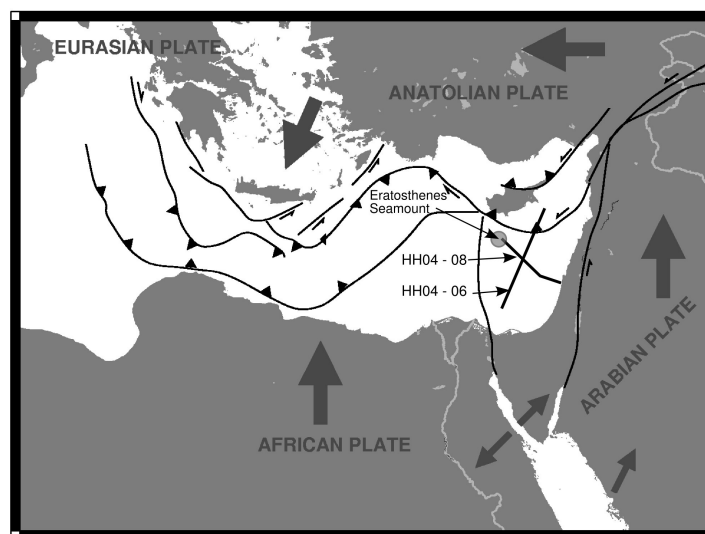 EURASIAN PLATE
ANATOLIAN PLATE
Eratosthenes
Seamount
HH04 - 08
HH04 - 06
ARABIAN PLATE
AFRICAN PLATE